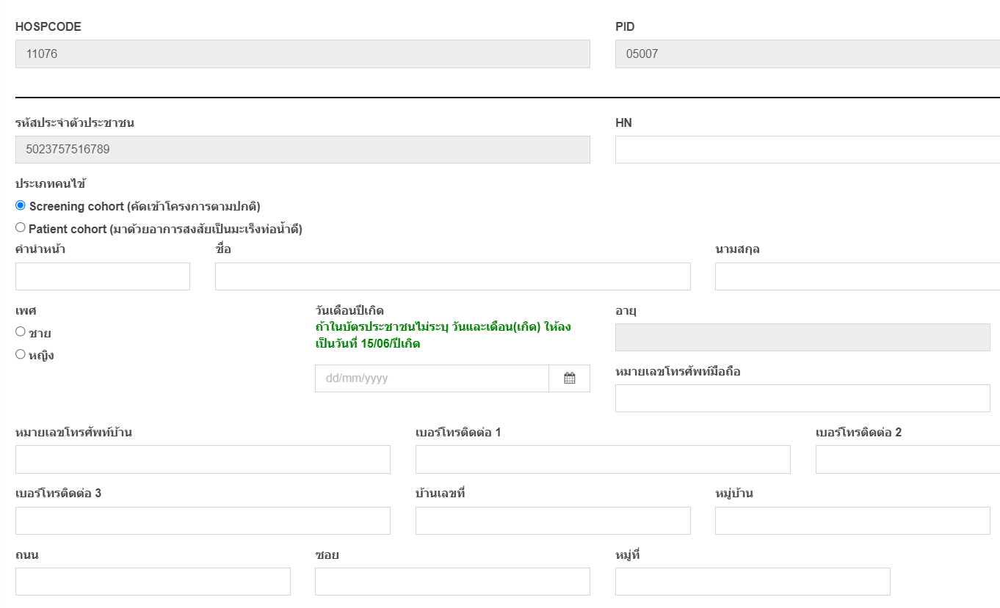 HOSPCODE
PID
11076
05007
รหัสประจำตัวประชาชน
HN
5023757516789
ประเภทคนไข้
Screening cohort (คัดเข้าโครงการตามปกติ)
Patient cohort (มาด้วยอาการสงสัยเป็นมะเร็งท่อน้ำดี)
คำนำหน้า
ชื่อ
นามสกุล
เพศ
ชาย
หญิง
วันเดือนปีเกิด
ถ้าในบัตรประชาชนไม่ระบุ วันและเดือน(เกิด) ให้ลง
เป็นวันที่ 15/06/ปีเกิด
dd/mm/yyyy
อายุ
หมายเลขโทรศัพท์มือถือ
หมายเลขโทรศัพท์บ้าน
เบอร์โทรติดต่อ 1
เบอร์โทรติดต่อ 2
เบอร์โทรติดต่อ 3
บ้านเลขที่
หมู่บ้าน
ถนน
ซอย
หมู่ที่